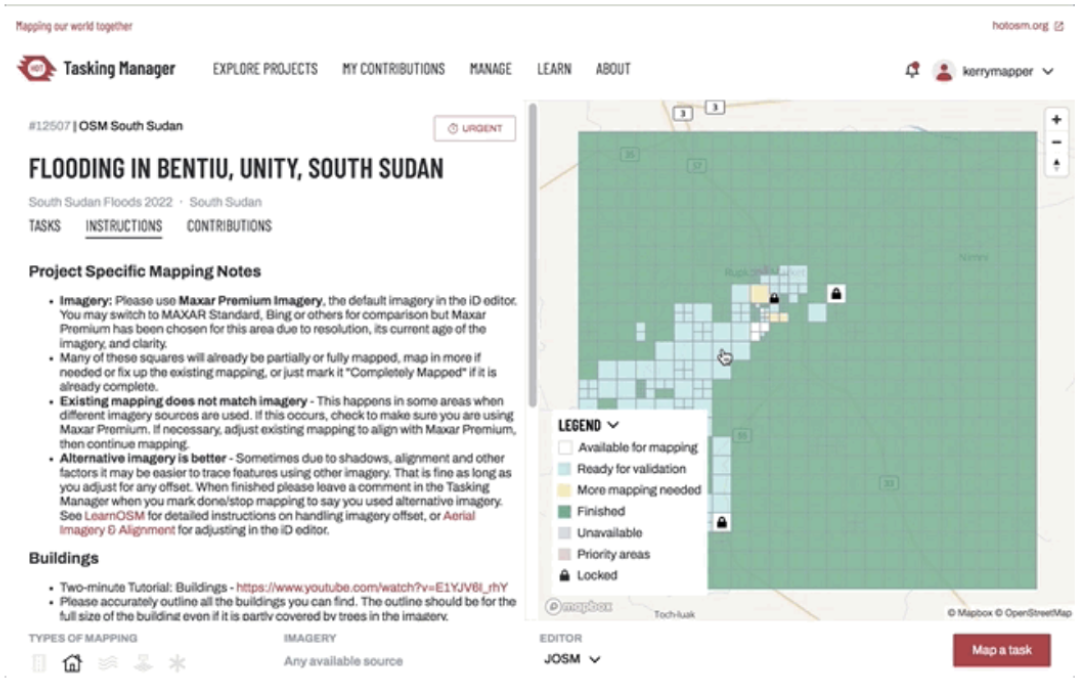 Mapping our world together
hotosm.org
HOT
Tasking Manager
EXPLORE PROJECTS
MY CONTRIBUTIONS
MANAGE
LEARN
ABOUT
kerrymapper
#12507 | OSM South Sudan
URGENT
FLOODING IN BENTIU, UNITY, SOUTH SUDAN
South Sudan Floods 2022 · South Sudan
TASKS
INSTRUCTIONS
CONTRIBUTIONS
Project Specific Mapping Notes
• Imagery: Please use Maxar Premium Imagery, the default imagery in the iD editor.
You may switch to MAXAR Standard, Bing or others for comparison but Maxar
Premium has been chosen for this area due to resolution, its current age of the
imagery, and clarity.
• Many of these squares will already be partially or fully mapped, map in more if
needed or fix up the existing mapping, or just mark it "Completely Mapped" if it is
already complete.
• Existing mapping does not match imagery - This happens in some areas when
different imagery sources are used. If this occurs, check to make sure you are using
Maxar Premium. If necessary, adjust existing mapping to align with Maxar Premium,
then continue mapping.
• Alternative imagery is better - Sometimes due to shadows, alignment and other
factors it may be easier to trace features using other imagery. That is fine as long as
you adjust for any offset. When finished please leave a comment in the Tasking
Manager when you mark done/stop mapping to say you used alternative imagery.
See LearnOSM for detailed instructions on handling imagery offset, or Aerial
Imagery & Alignment for adjusting in the iD editor.
Buildings
• Two-minute Tutorial: Buildings - https://www.youtube.com/watch?v=E1YJV6I_rhY
• Please accurately outline all the buildings you can find. The outline should be for the
full size of the building even if it is partly covered by trees in the imagery.
TYPES OF MAPPING
IMAGERY
Any available source
EDITOR
JOSM
Map a task
3
3
37
33
LEGEND
Available for mapping
Ready for validation
More mapping needed
Finished
Unavailable
Priority areas
Locked
mapbox
Toch-luak
© Mapbox © OpenStreetMap